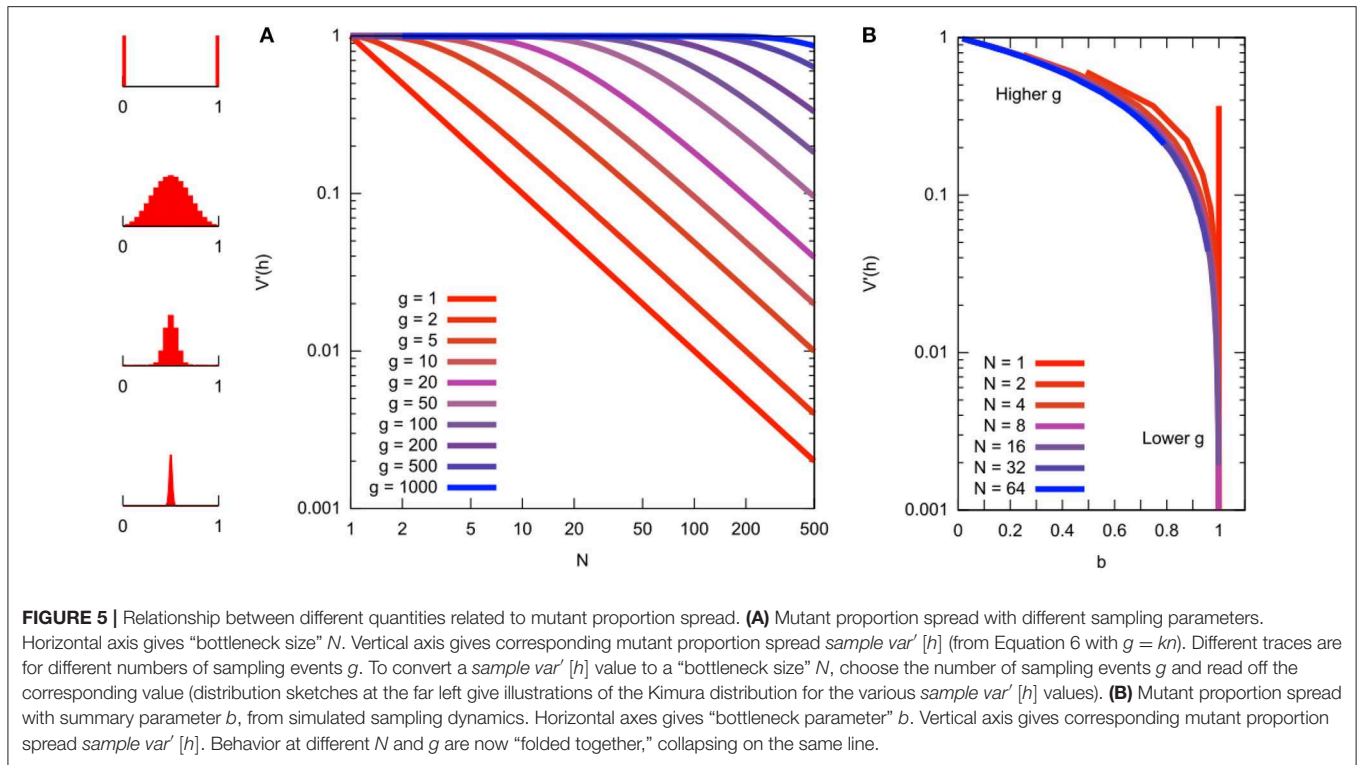 0 1
0 1
0 1
0 1
A
V'(h)
1
0.1
0.01
0.001
g = 1
g = 2
g = 5
g = 10
g = 20
g = 50
g = 100
g = 200
g = 500
g = 1000
1 2 5 10 20 50 100 200 500
N
B
V'(h)
1
0.1
0.01
0.001
Higher g
Lower g
N = 1
N = 2
N = 4
N = 8
N = 16
N = 32
N = 64
0 0.2 0.4 0.6 0.8 1
b
FIGURE 5 | Relationship between different quantities related to mutant proportion spread. (A) Mutant proportion spread with different sampling parameters.
Horizontal axis gives “bottleneck size” N. Vertical axis gives corresponding mutant proportion spread sample var′ [h] (from Equation 6 with g = kn). Different traces are
for different numbers of sampling events g. To convert a sample var′ [h] value to a “bottleneck size” N, choose the number of sampling events g and read off the
corresponding value (distribution sketches at the far left give illustrations of the Kimura distribution for the various sample var′ [h] values). (B) Mutant proportion spread
with summary parameter b, from simulated sampling dynamics. Horizontal axes gives “bottleneck parameter” b. Vertical axis gives corresponding mutant proportion
spread sample var′ [h]. Behavior at different N and g are now “folded together,” collapsing on the same line.